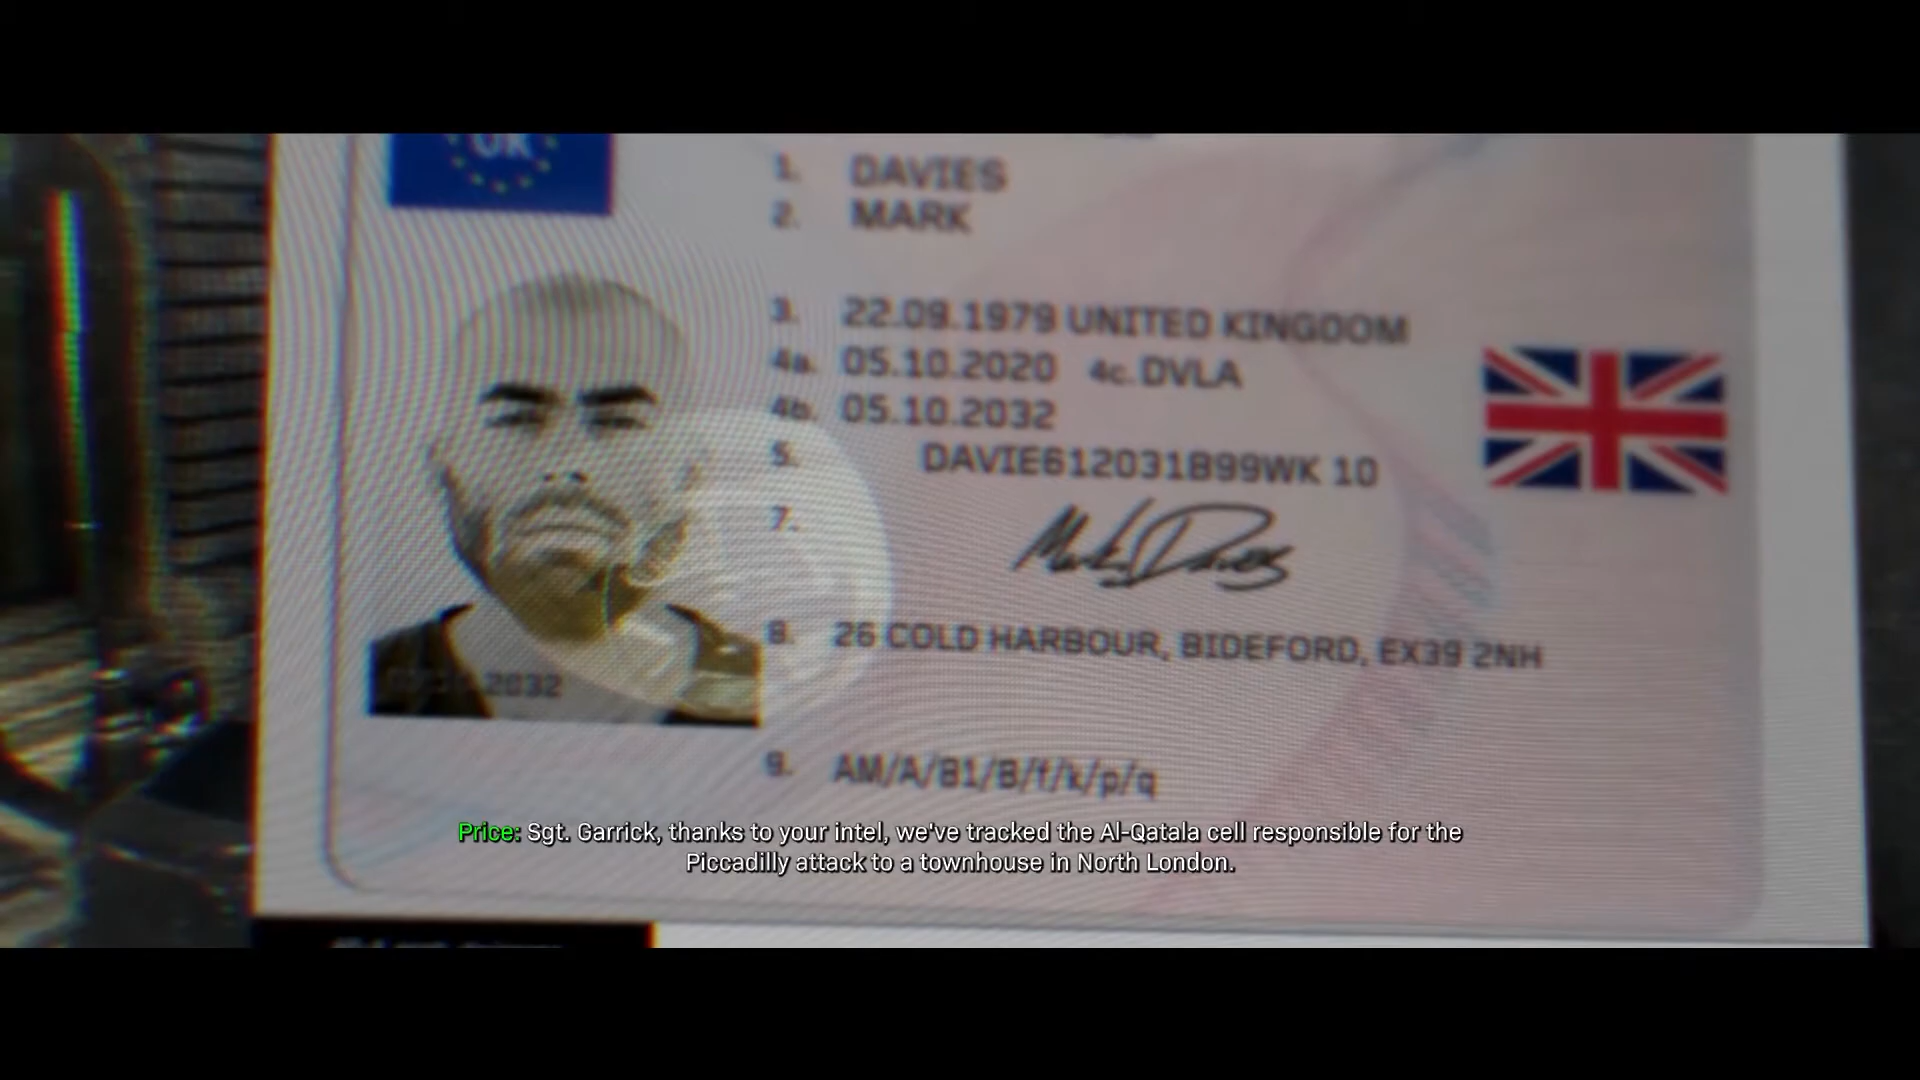 UK
1. DAVIES
2. MARK
3. 22.09.1979 UNITED KINGDOM
4a. 05.10.2020 4c. DVLA
4b. 05.10.2032
5. DAVIE612031B99WK 10
7. Mark Davies
8. 26 COLD HARBOUR, BIDEFORD, EX39 2NH
.2032
9. AM/A/B1/B/f/k/p/q
Price: Sgt. Garrick, thanks to your intel, we've tracked the Al-Qatala cell responsible for the
Piccadilly attack to a townhouse in North London.